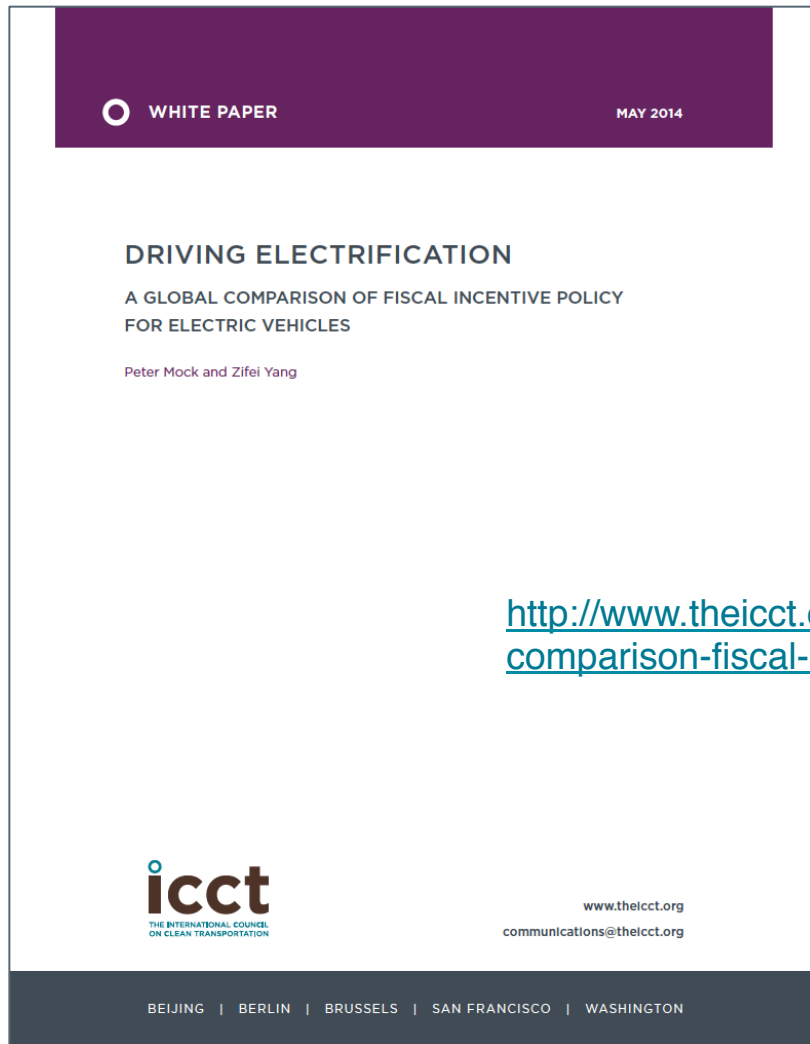 WHITE PAPER MAY 2014
DRIVING ELECTRIFICATION
A GLOBAL COMPARISON OF FISCAL INCENTIVE POLICY
FOR ELECTRIC VEHICLES
Peter Mock and Zifei Yang
http://www.theicct.
comparison-fiscal-
icct
THE INTERNATIONAL COUNCIL
ON CLEAN TRANSPORTATION
www.theicct.org
communications@theicct.org
BEIJING | BERLIN | BRUSSELS | SAN FRANCISCO | WASHINGTON